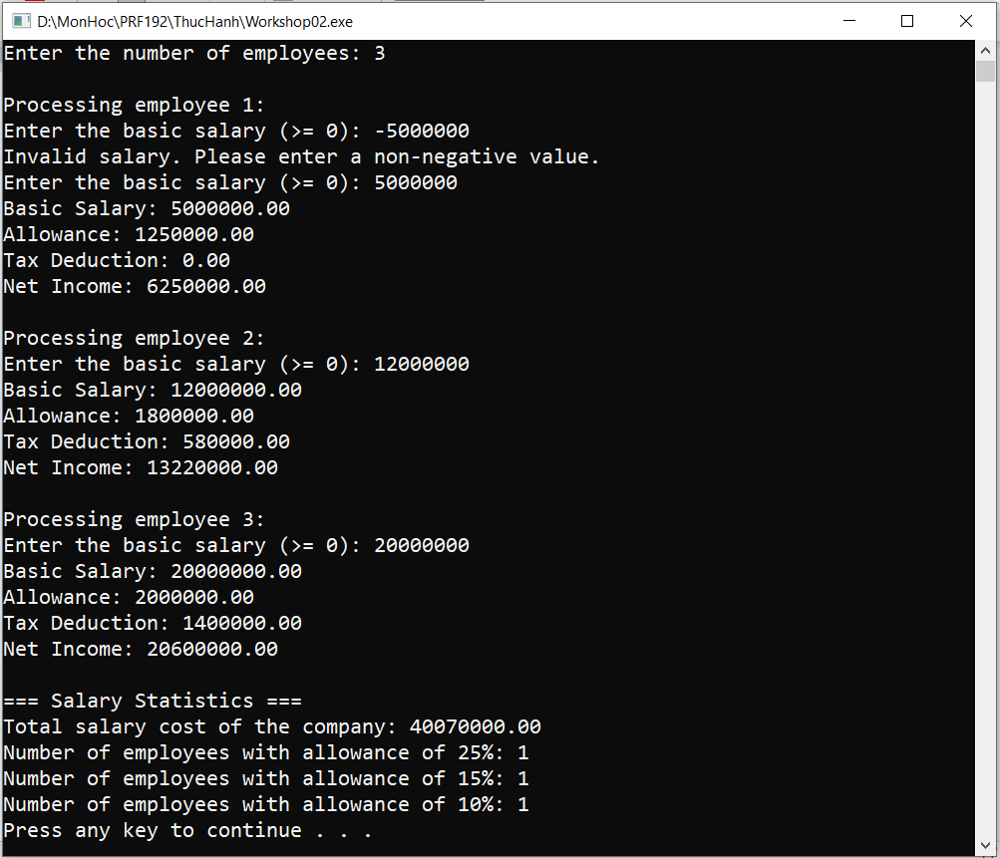 D:\MonHoc\PRF192\ThucHanh\Workshop02.exe
Enter the number of employees: 3
Processing employee 1:
Enter the basic salary (>= 0): -5000000
Invalid salary. Please enter a non-negative value.
Enter the basic salary (>= 0): 5000000
Basic Salary: 5000000.00
Allowance: 1250000.00
Tax Deduction: 0.00
Net Income: 6250000.00
Processing employee 2:
Enter the basic salary (>= 0): 12000000
Basic Salary: 12000000.00
Allowance: 1800000.00
Tax Deduction: 580000.00
Net Income: 13220000.00
Processing employee 3:
Enter the basic salary (>= 0): 20000000
Basic Salary: 20000000.00
Allowance: 2000000.00
Tax Deduction: 1400000.00
Net Income: 20600000.00
=== Salary Statistics ===
Total salary cost of the company: 40070000.00
Number of employees with allowance of 25%: 1
Number of employees with allowance of 15%: 1
Number of employees with allowance of 10%: 1
Press any key to continue . . .